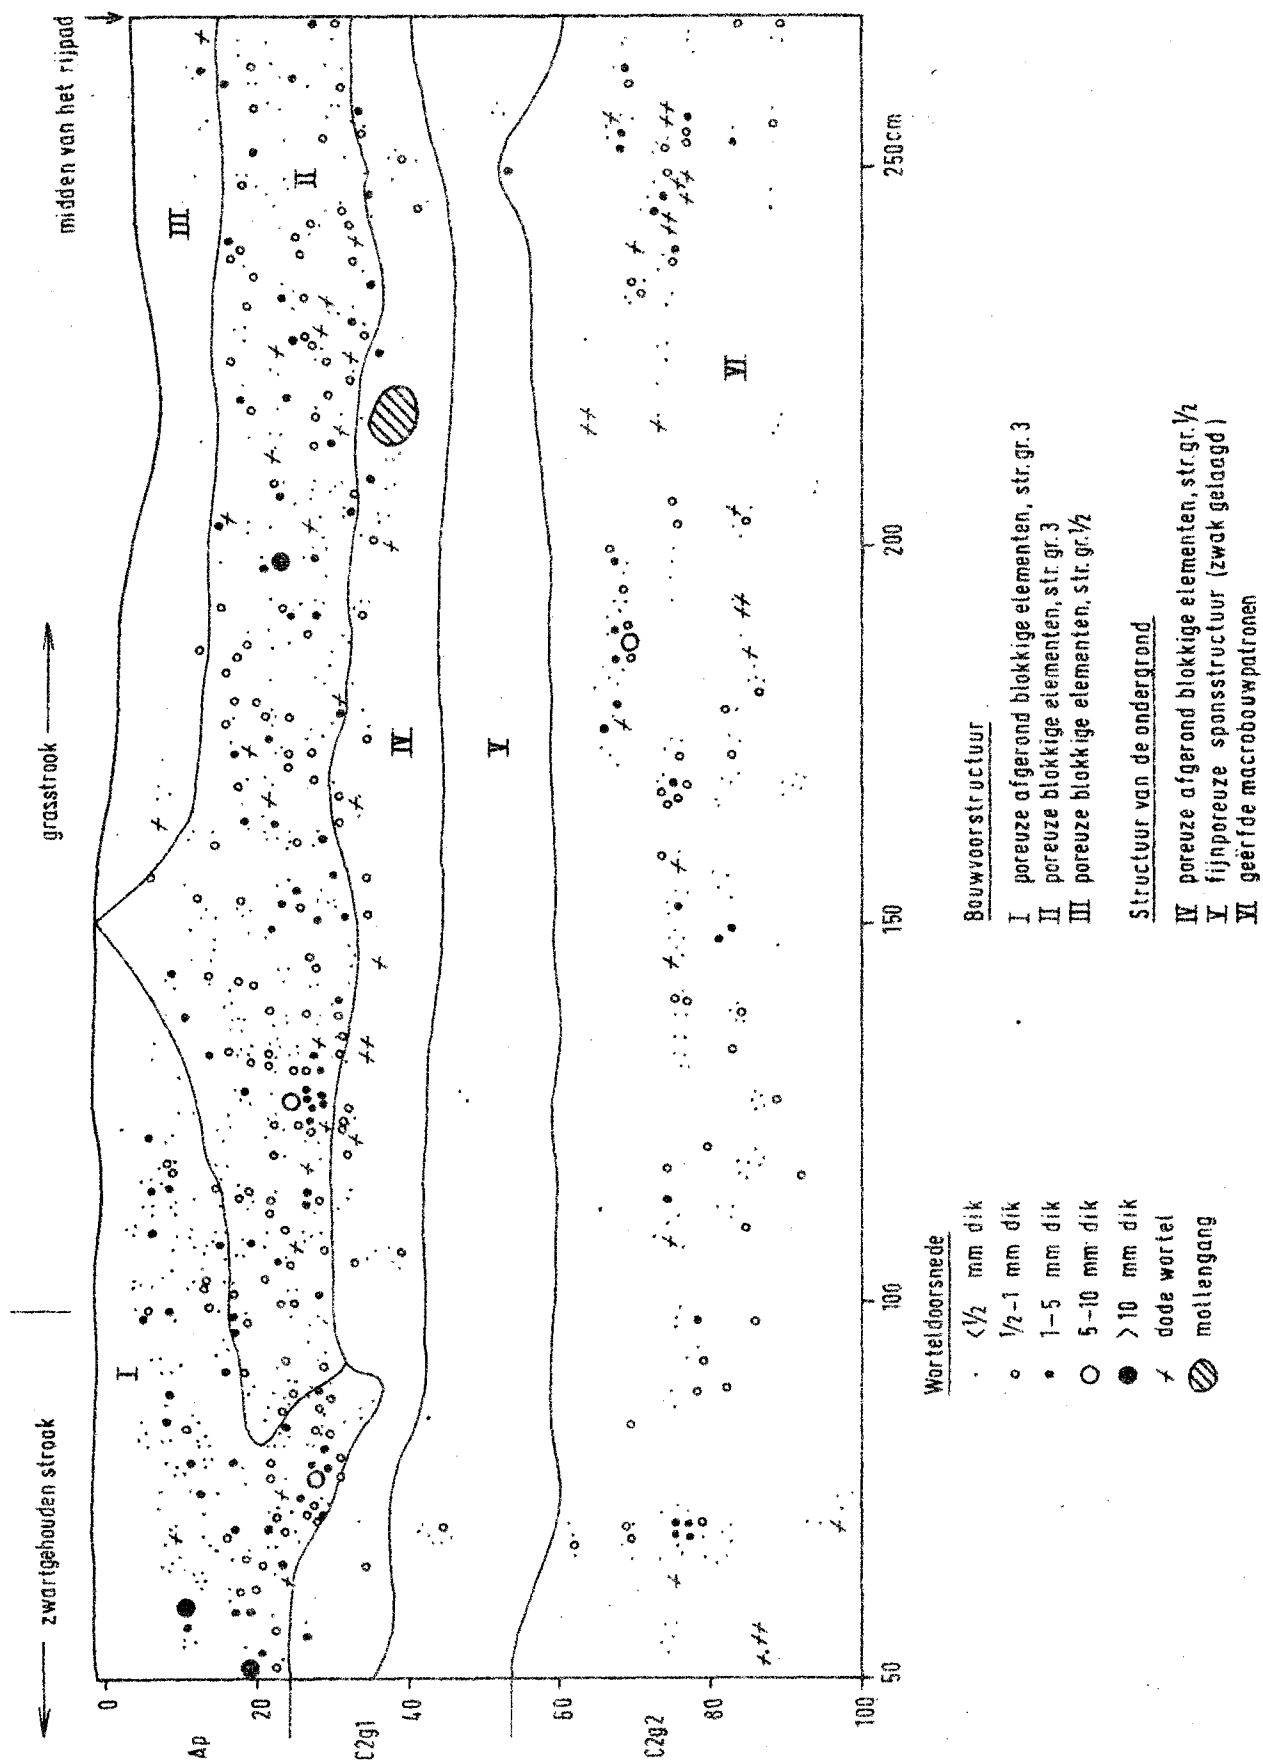 ← zwartgehouden strook
grasstrook →
midden van het rijpad
I
II
III
IV
V
VI
0
20
40
60
80
100
Ap
C2g1
C2g2
50
100
150
200
250cm
Worteldoorsnede
<1/2 mm dik
1/2-1 mm dik
1-5 mm dik
5-10 mm dik
>10 mm dik
dode wortel
mollengang
Bouwvoorstructuur
I poreuze afgerond blokkige elementen, str.gr. 3
II poreuze blokkige elementen, str.gr. 3
III poreuze blokkige elementen, str.gr. 1/2
Structuur van de ondergrond
IV poreuze afgerond blokkige elementen, str.gr. 1/2
V fijnporeuze sponsstructuur (zwak gelaagd)
VI geërfde macrobouwpatronen